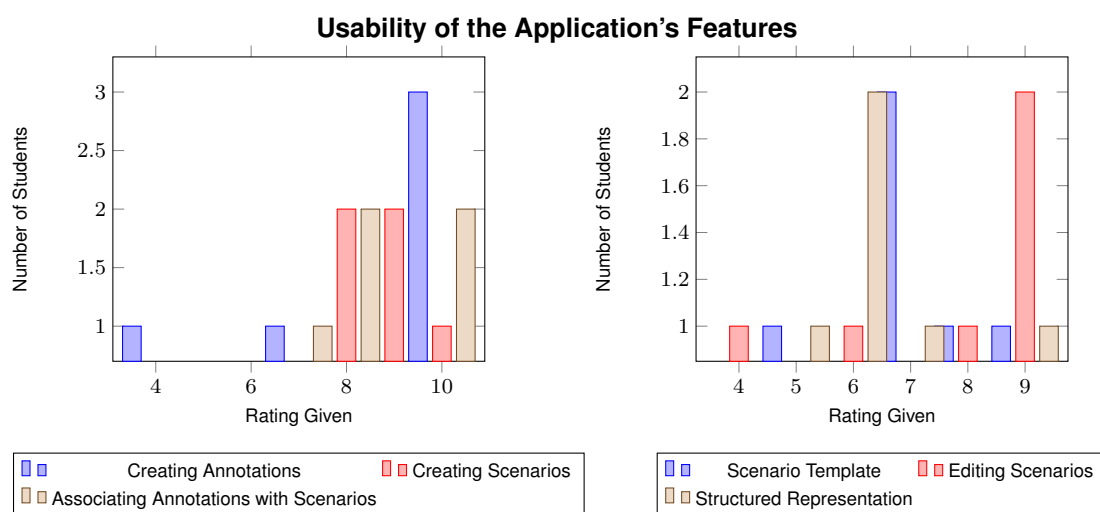 Usability of the Application's Features
Number of Students
3
2.5
2
1.5
1
4 6 8 10
Rating Given
Creating Annotations Creating Scenarios
Associating Annotations with Scenarios
Number of Students
2
1.8
1.6
1.4
1.2
1
4 5 6 7 8 9
Rating Given
Scenario Template Editing Scenarios
Structured Representation